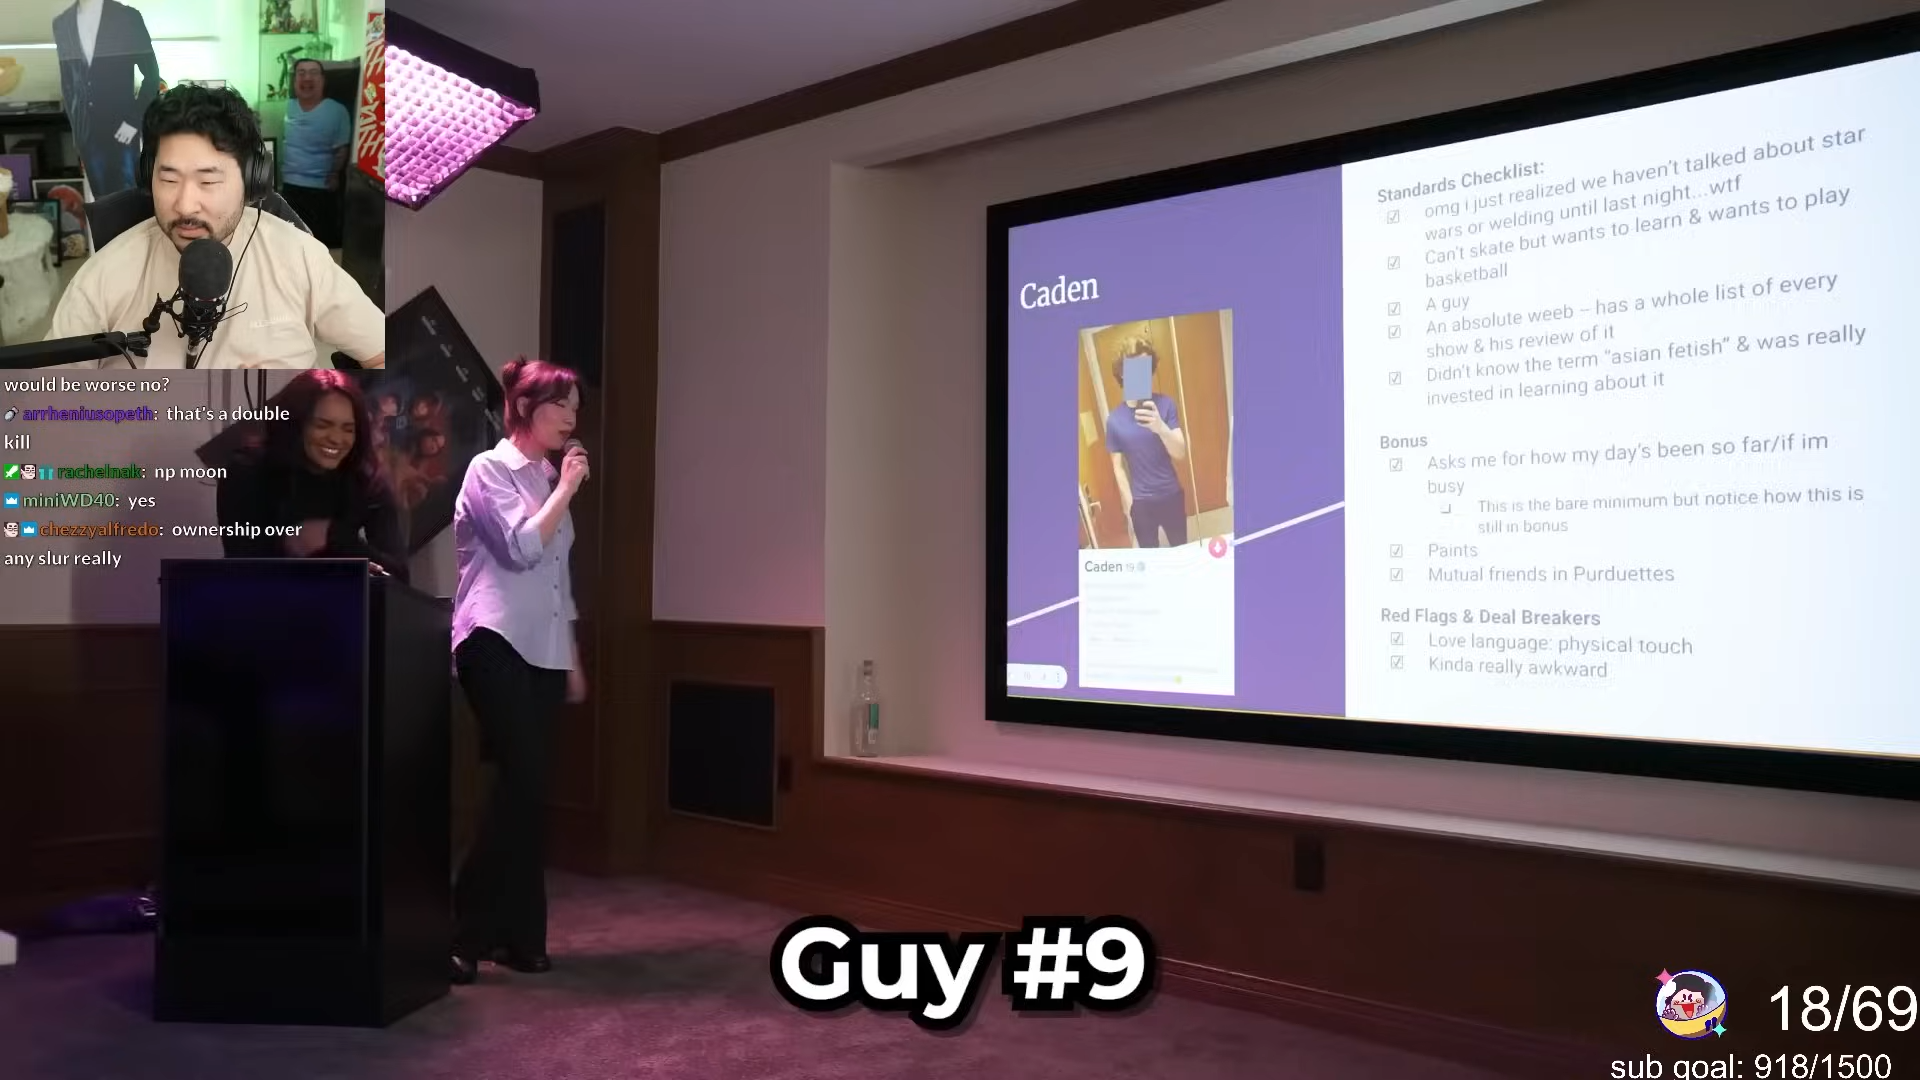 would be worse no?
arrheniusopeth: that's a double
kill
rachelnak: np moon
miniWD40: yes
chezzyalfredo: ownership over
any slur really
Caden
Caden 19
Standards Checklist:
omg i just realized we haven't talked about star
wars or welding until last night...wtf
Can't skate but wants to learn & wants to play
basketball
A guy
An absolute weeb – has a whole list of every
show & his review of it
Didn't know the term "asian fetish" & was really
invested in learning about it
Bonus
Asks me for how my day's been so far/if im
busy
This is the bare minimum but notice how this is
still in bonus
Paints
Mutual friends in Purduettes
Red Flags & Deal Breakers
Love language: physical touch
Kinda really awkward
Guy #9
18/69
sub goal: 918/1500